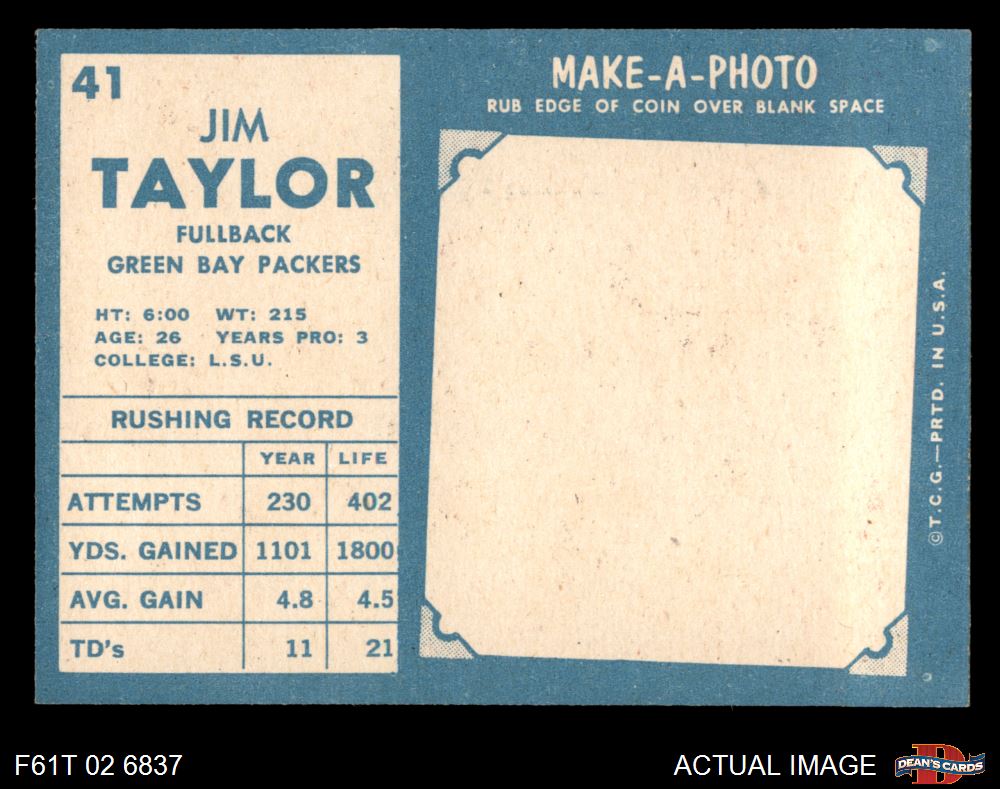 41
JIM
TAYLOR
FULLBACK
GREEN BAY PACKERS
HT: 6:00 WT: 215
AGE: 26 YEARS PRO: 3
COLLEGE: L.S.U.
RUSHING RECORD
YEAR LIFE
ATTEMPTS 230 402
YDS. GAINED 1101 1800
AVG. GAIN 4.8 4.5
TD's 11 21
MAKE-A-PHOTO
RUB EDGE OF COIN OVER BLANK SPACE
©T.C.G.—PRTD. IN U.S.A.
F61T 02 6837
ACTUAL IMAGE
DEAN'S CARDS